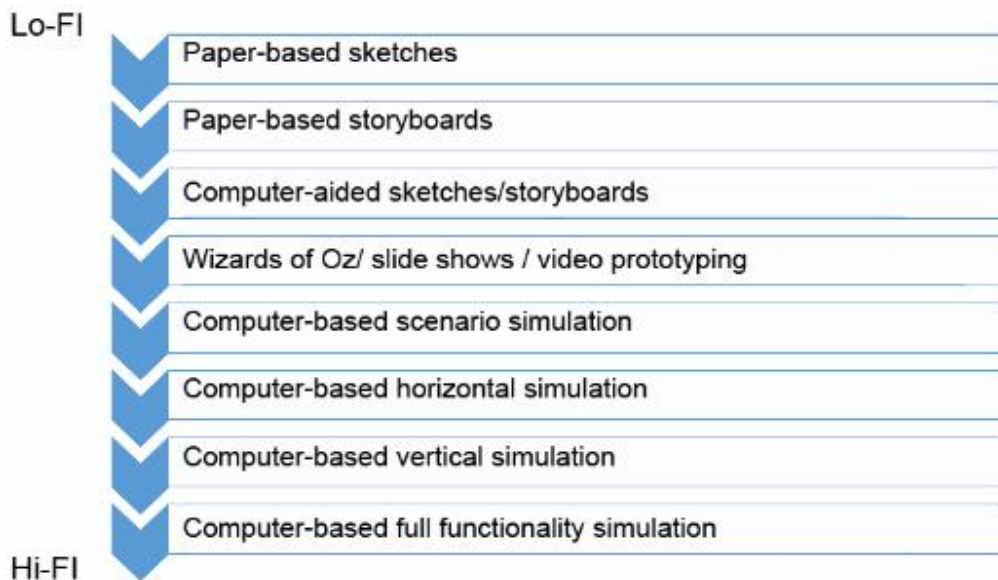 Lo-FI
Paper-based sketches
Paper-based storyboards
Computer-aided sketches/storyboards
Wizards of Oz/ slide shows / video prototyping
Computer-based scenario simulation
Computer-based horizontal simulation
Computer-based vertical simulation
Computer-based full functionality simulation
Hi-FI